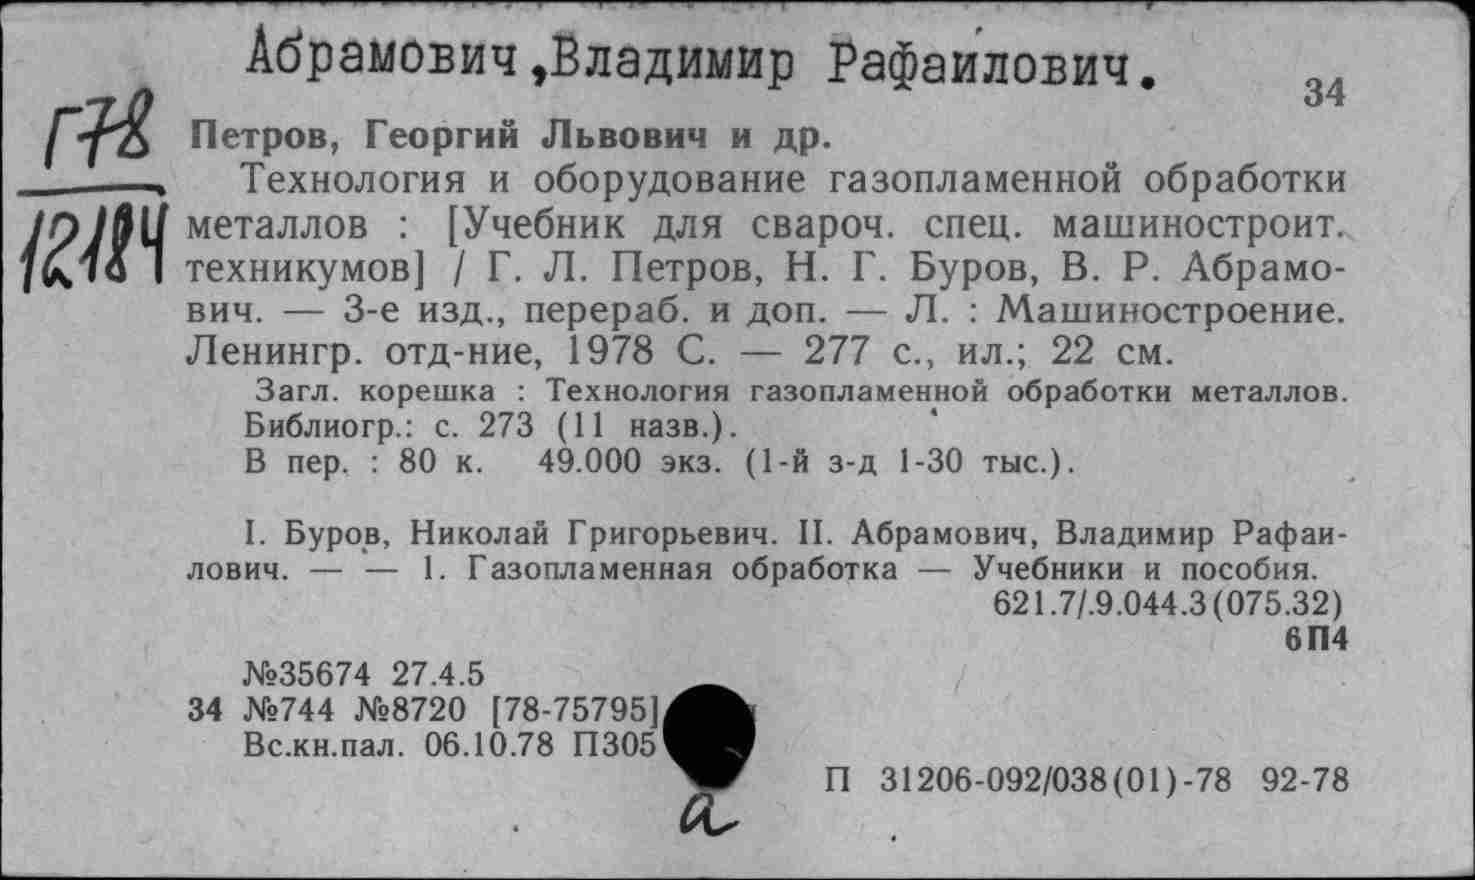 Абрамович,Владимир Рафаилович.
34
Г78
12184
Петров, Георгий Львович и др.
Технология и оборудование газопламенной обработки
металлов : [Учебник для свароч. спец. машиностроит.
техникумов] / Г. Л. Петров, Н. Г. Буров, В. Р. Абрамо-
вич. — 3-е изд., перераб. и доп. — Л. : Машиностроение.
Ленингр. отд-ние, 1978 С. — 277 с., ил.; 22 см.
Загл. корешка : Технология газопламенной обработки металлов.
Библиогр.: с. 273 (11 назв.).
В пер. : 80 к. 49.000 экз. (1-й з-д 1-30 тыс.).
I. Буров, Николай Григорьевич. II. Абрамович, Владимир Рафаи-
лович. — — 1. Газопламенная обработка — Учебники и пособия.
621.7/.9.044.3(075.32)
6П4
№35674 27.4.5
34 №744 №8720 [78-75795]
Вс.кн.пал. 06.10.78 П305
П 31206-092/038(01)-78 92-78